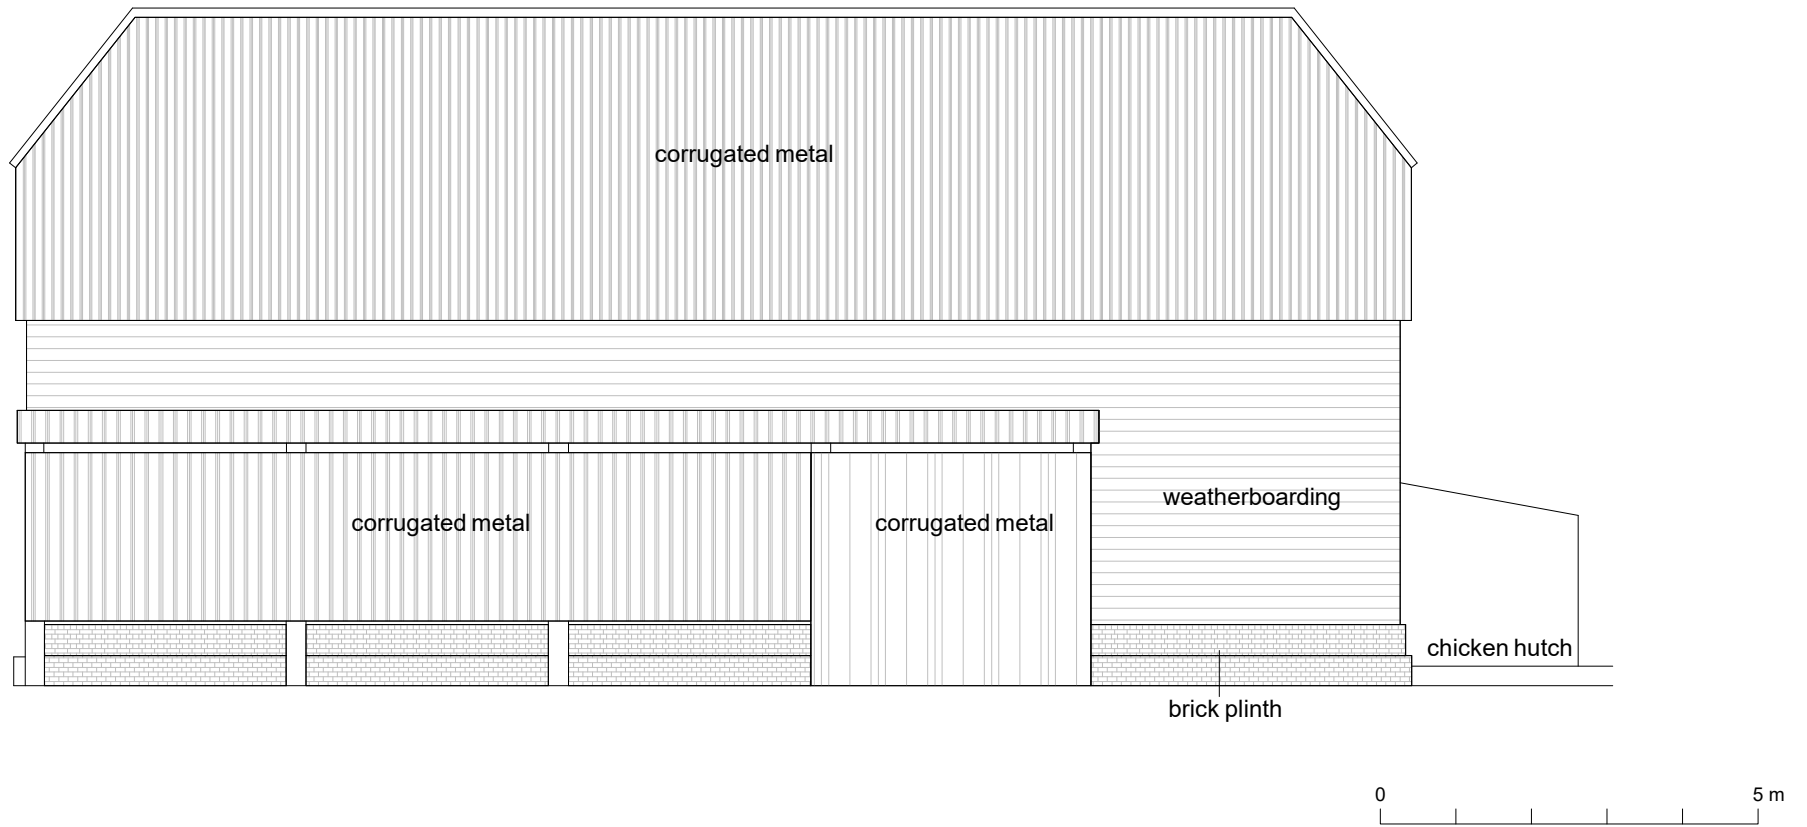 corrugated metal
weatherboarding
corrugated metal
corrugated metal
chicken hutch
brick plinth
0
5 m